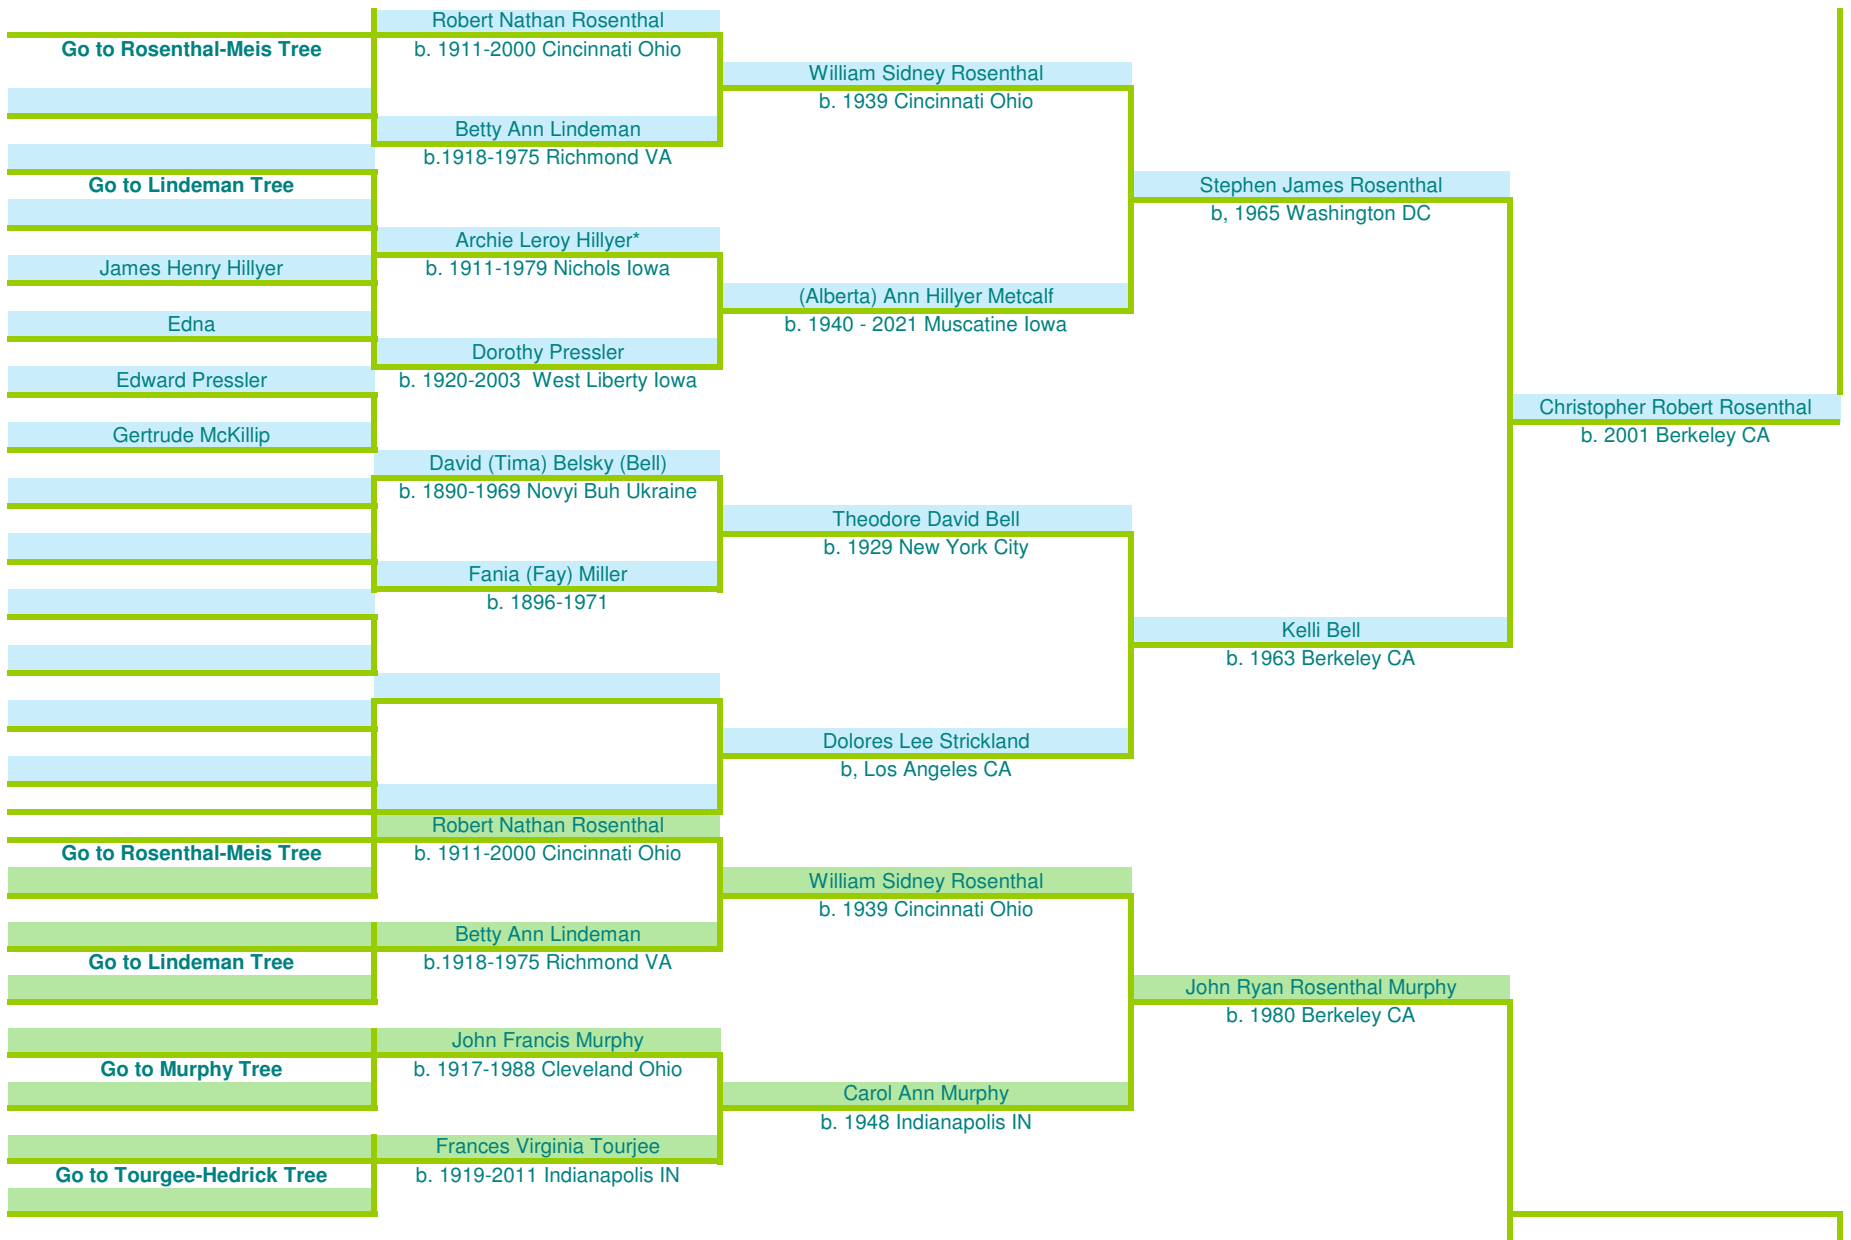 Robert Nathan Rosenthal
Go to Rosenthal-Meis Tree
b. 1911-2000 Cincinnati Ohio
William Sidney Rosenthal
b. 1939 Cincinnati Ohio
Betty Ann Lindeman
b.1918-1975 Richmond VA
Go to Lindeman Tree
Stephen James Rosenthal
b, 1965 Washington DC
Archie Leroy Hillyer*
James Henry Hillyer
b. 1911-1979 Nichols Iowa
(Alberta) Ann Hillyer Metcalf
Edna
b. 1940 - 2021 Muscatine Iowa
Dorothy Pressler
Edward Pressler
b. 1920-2003  West Liberty Iowa
Christopher Robert Rosenthal
Gertrude McKillip
b. 2001 Berkeley CA
David (Tima) Belsky (Bell)
b. 1890-1969 Novyi Buh Ukraine
Theodore David Bell
b. 1929 New York City
Fania (Fay) Miller
b. 1896-1971
Kelli Bell
b. 1963 Berkeley CA
Dolores Lee Strickland
b, Los Angeles CA
Robert Nathan Rosenthal
Go to Rosenthal-Meis Tree
b. 1911-2000 Cincinnati Ohio
William Sidney Rosenthal
b. 1939 Cincinnati Ohio
Betty Ann Lindeman
Go to Lindeman Tree
b.1918-1975 Richmond VA
John Ryan Rosenthal Murphy
b. 1980 Berkeley CA
John Francis Murphy
Go to Murphy Tree
b. 1917-1988 Cleveland Ohio
Carol Ann Murphy
b. 1948 Indianapolis IN
Frances Virginia Tourjee
Go to Tourgee-Hedrick Tree
b. 1919-2011 Indianapolis IN